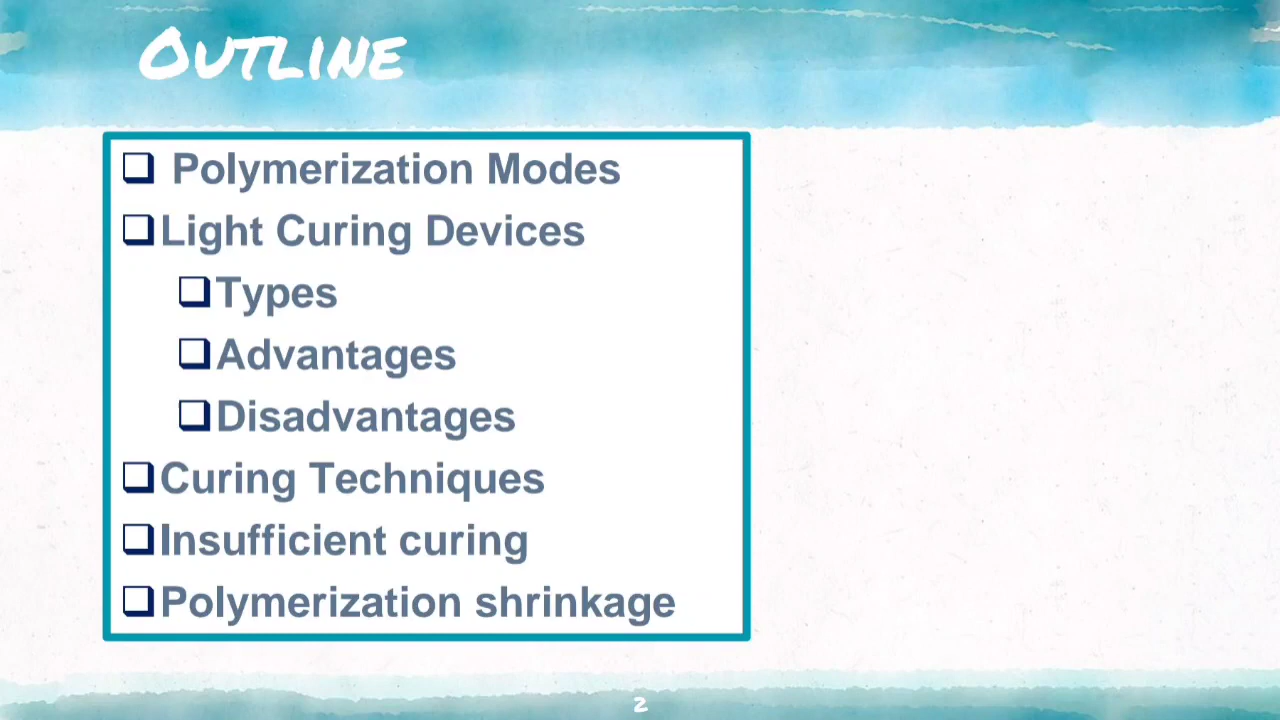 OUTLINE
❑ Polymerization Modes
❑Light Curing Devices
❑Types
❑Advantages
❑Disadvantages
❑Curing Techniques
❑Insufficient curing
❑Polymerization shrinkage
2